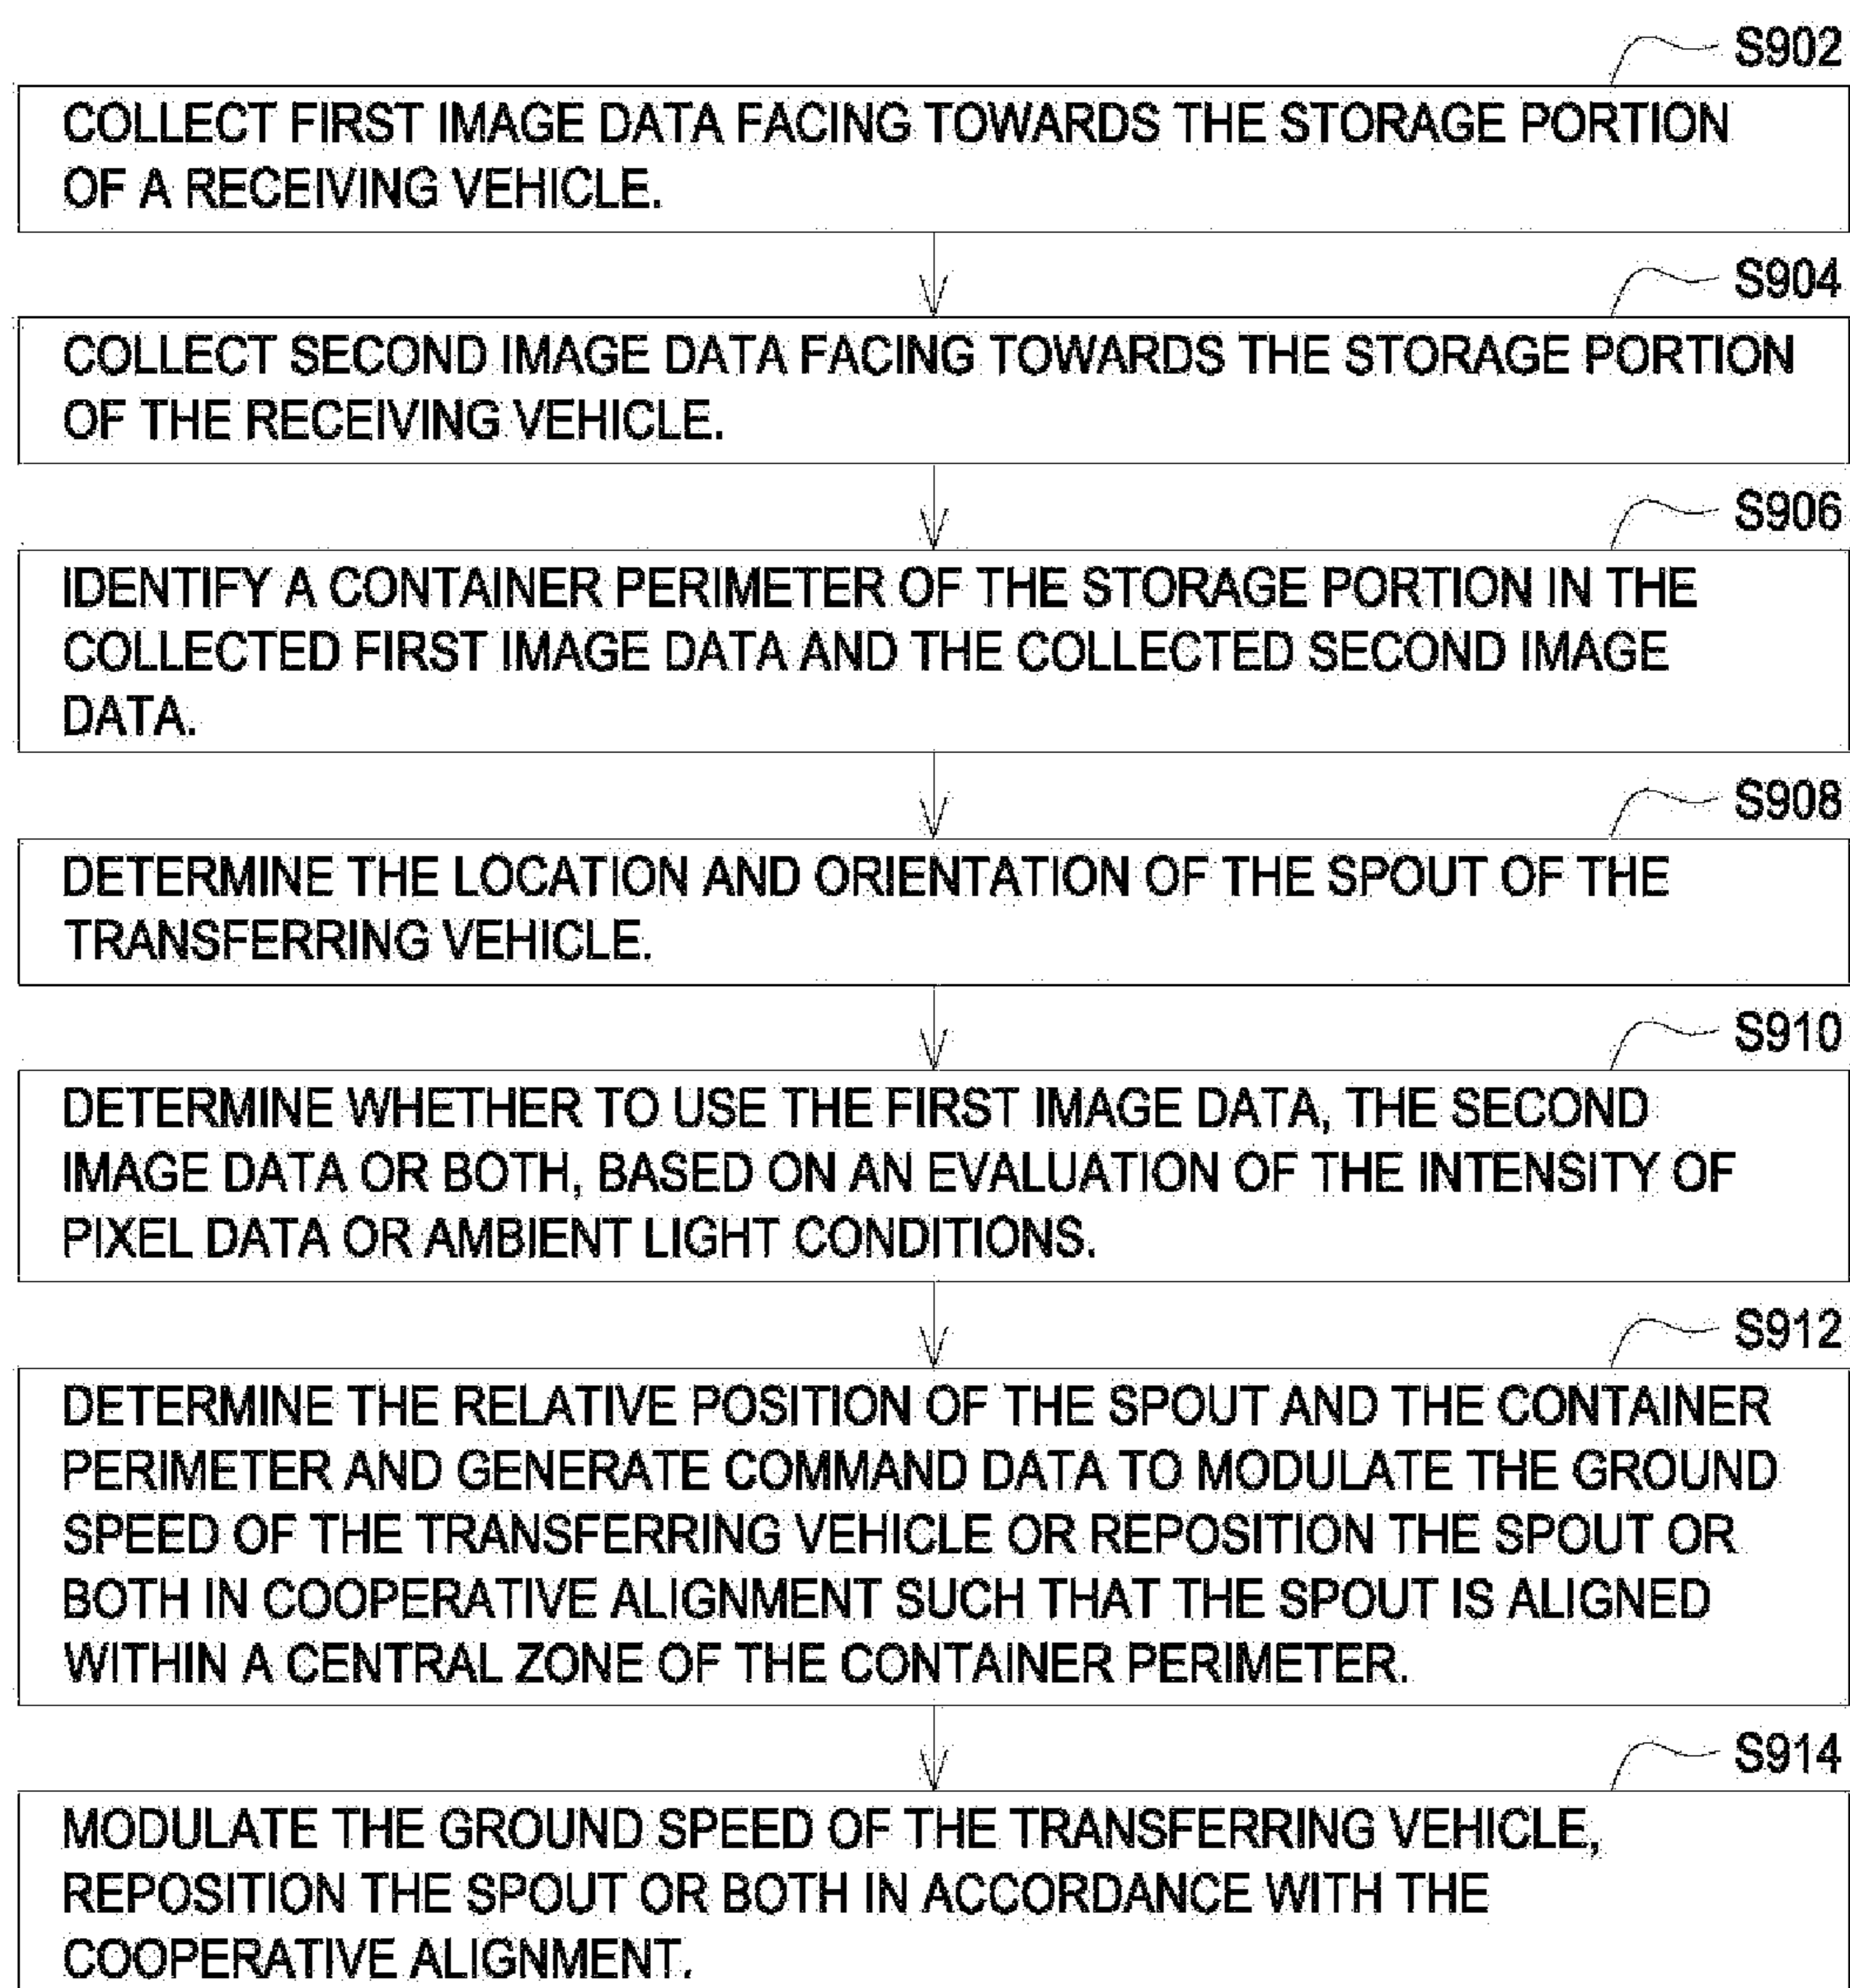 S902
COLLECT FIRST IMAGE DATA FACING TOWARDS THE STORAGE PORTION
OF A RECEIVING VEHICLE.
S904
COLLECT SECOND IMAGE DATA FACING TOWARDS THE STORAGE PORTION
OF THE RECEIVING VEHICLE.
S906
IDENTIFY A CONTAINER PERIMETER OF THE STORAGE PORTION IN THE
COLLECTED FIRST IMAGE DATA AND THE COLLECTED SECOND IMAGE
DATA.
S908
DETERMINE THE LOCATION AND ORIENTATION OF THE SPOUT OF THE
TRANSFERRING VEHICLE.
S910
DETERMINE WHETHER TO USE THE FIRST IMAGE DATA, THE SECOND
IMAGE DATA OR BOTH, BASED ON AN EVALUATION OF THE INTENSITY OF
PIXEL DATA OR AMBIENT LIGHT CONDITIONS.
S912
DETERMINE THE RELATIVE POSITION OF THE SPOUT AND THE CONTAINER
PERIMETER AND GENERATE COMMAND DATA TO MODULATE THE GROUND
SPEED OF THE TRANSFERRING VEHICLE OR REPOSITION THE SPOUT OR
BOTH IN COOPERATIVE ALIGNMENT SUCH THAT THE SPOUT IS ALIGNED
WITHIN A CENTRAL ZONE OF THE CONTAINER PERIMETER.
S914
MODULATE THE GROUND SPEED OF THE TRANSFERRING VEHICLE,
REPOSITION THE SPOUT OR BOTH IN ACCORDANCE WITH THE
COOPERATIVE ALIGNMENT.